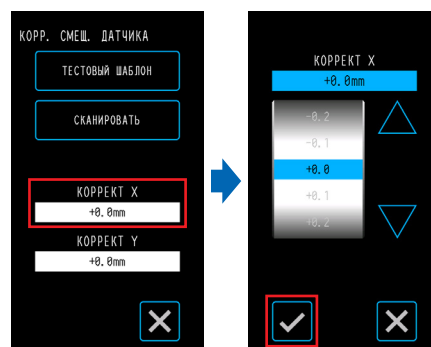 КОРР. СМЕЩ. ДАТЧИКА
ТЕСТОВЫЙ ШАБЛОН
СКАНИРОВАТЬ
КОРРЕКТ X
+0.0mm
КОРРЕКТ Y
+0.0mm
КОРРЕКТ X
+0.0mm
-0.2
-0.1
+0.0
+0.1
+0.2